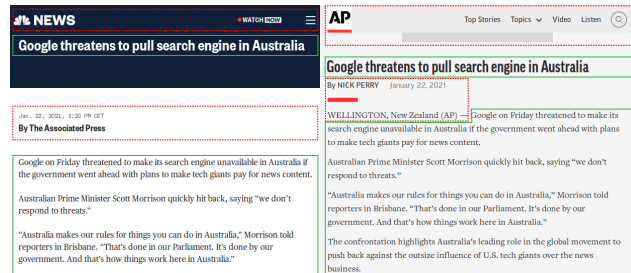 NBC NEWS
WATCH NOW
Google threatens to pull search engine in Australia
Jan. 22, 2021, 3:20 PM CET
By The Associated Press
Google on Friday threatened to make its search engine unavailable in Australia if
the government went ahead with plans to make tech giants pay for news content.
Australian Prime Minister Scott Morrison quickly hit back, saying “we don’t
respond to threats.”
“Australia makes our rules for things you can do in Australia,” Morrison told
reporters in Brisbane. “That’s done in our Parliament. It’s done by our
government. And that’s how things work here in Australia.”
AP
Top Stories Topics Video Listen
Google threatens to pull search engine in Australia
By NICK PERRY January 22, 2021
WELLINGTON, New Zealand (AP) — Google on Friday threatened to make its
search engine unavailable in Australia if the government went ahead with plans
to make tech giants pay for news content.
Australian Prime Minister Scott Morrison quickly hit back, saying “we don’t
respond to threats.”
“Australia makes our rules for things you can do in Australia,” Morrison told
reporters in Brisbane. “That’s done in our Parliament. It’s done by our
government. And that’s how things work here in Australia.”
The confrontation highlights Australia’s leading role in the global movement to
push back against the outsize influence of U.S. tech giants over the news
business.